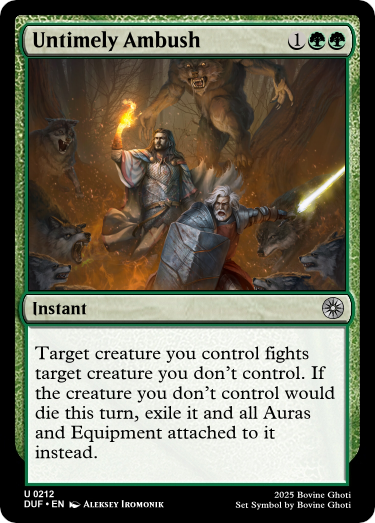 Untimely Ambush 1
Instant
Target creature you control fights
target creature you don't control. If
the creature you don't control would
die this turn, exile it and all Auras
and Equipment attached to it
instead.
U 0212
DUF • EN Aleksey Iromonik
2025 Bovine Ghoti
Set Symbol by Bovine Ghoti